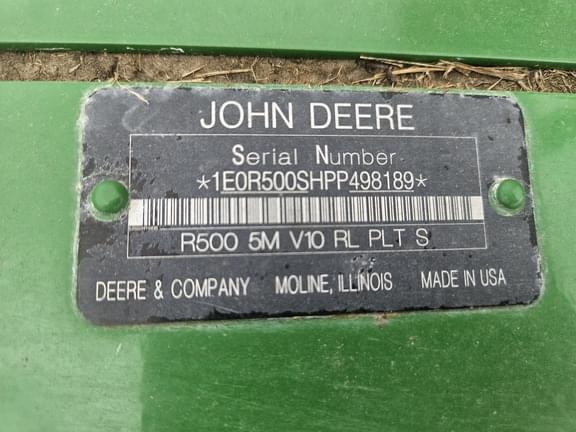 JOHN DEERE
Serial Number
*1E0R500SHPP498189*
R500 5M V10 RL PLT S
DEERE & COMPANY MOLINE, ILLINOIS MADE IN USA